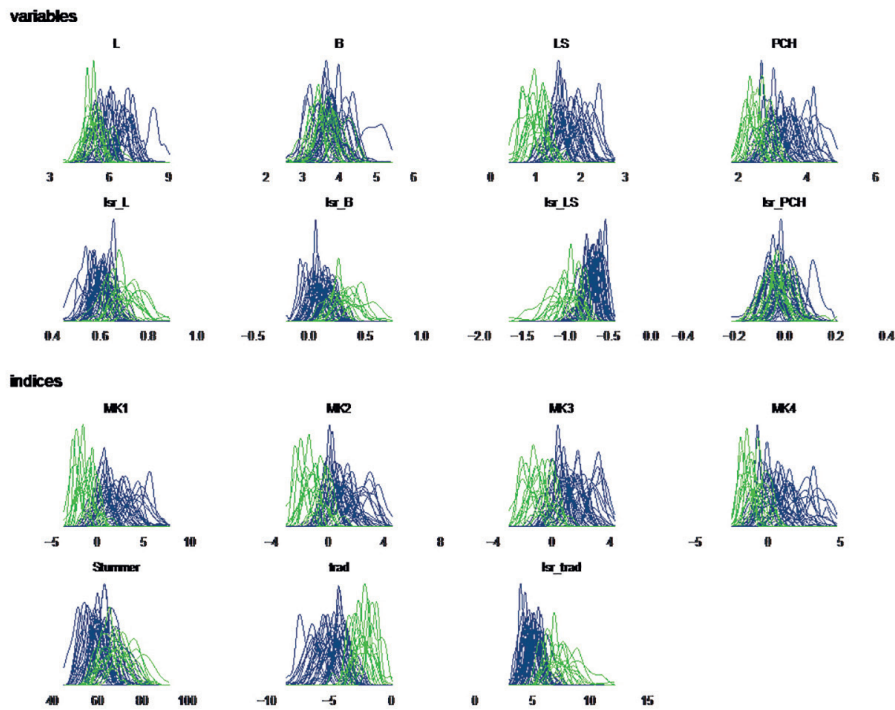 variables
L B LS PCH
3 6 9 2 3 4 5 6 0 1 2 3 2 4 6
lsr_L lsr_B lsr_LS lsr_PCH
0.4 0.6 0.8 1.0 −0.5 0.0 0.5 1.0 −2.0 −1.0 −0.5 0.0 −0.4 −0.2 0.0 0.2 0.4
indices
MK1 MK2 MK3 MK4
−5 0 5 10 −4 0 4 8 −4 0 4 −5 0 5
Stummer trad lsr_trad
40 60 80 100 −10 −5 0 0 5 10 15